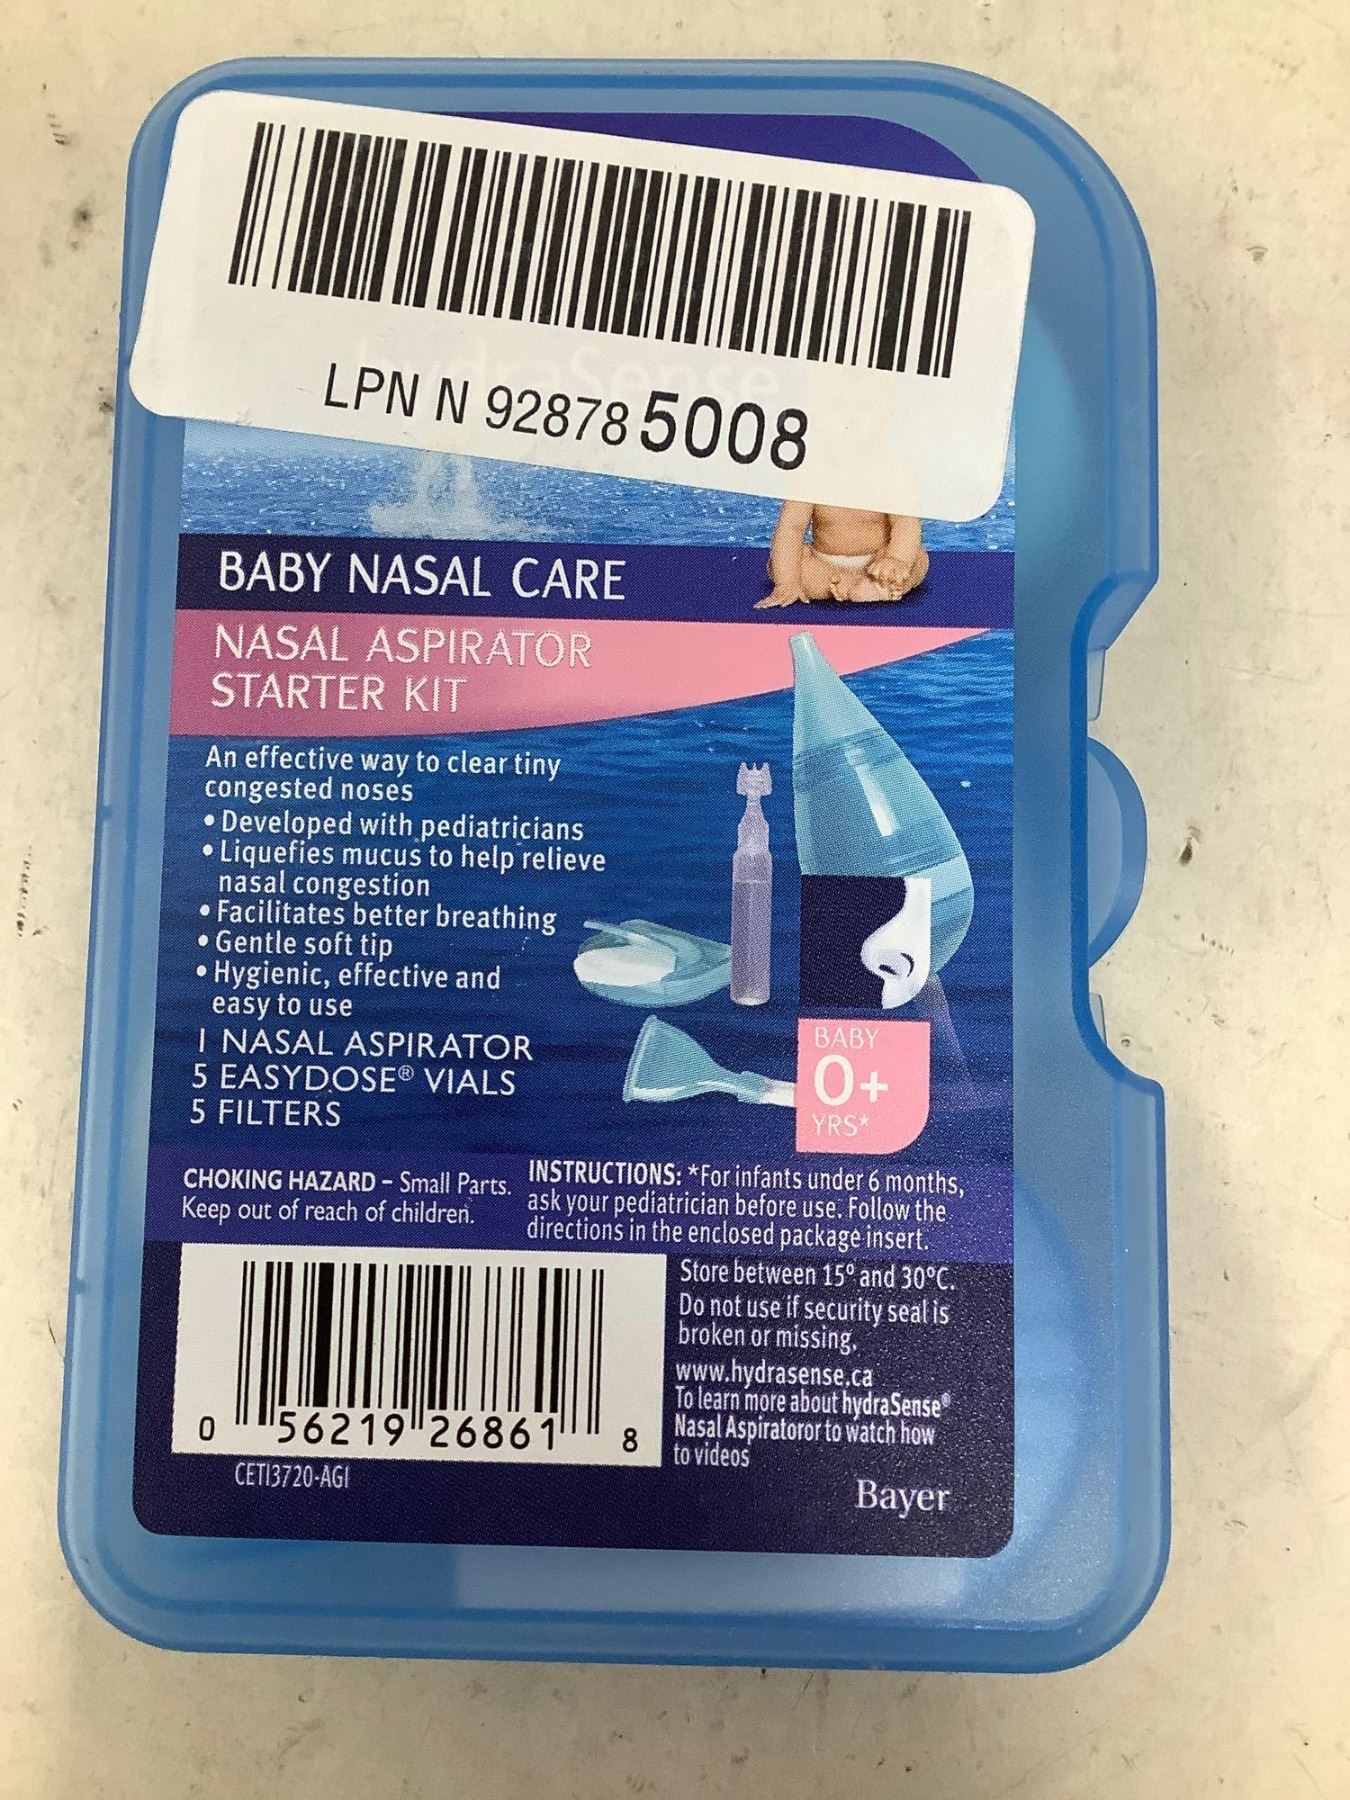 LPN N 928785008
hydraSense
BABY NASAL CARE
NASAL ASPIRATOR
STARTER KIT
An effective way to clear tiny
congested noses
• Developed with pediatricians
• Liquefies mucus to help relieve
nasal congestion
• Facilitates better breathing
• Gentle soft tip
• Hygienic, effective and
easy to use
1 NASAL ASPIRATOR
5 EASYDOSE® VIALS
5 FILTERS
BABY
0+
YRS*
CHOKING HAZARD – Small Parts.
Keep out of reach of children.
INSTRUCTIONS: *For infants under 6 months,
ask your pediatrician before use. Follow the
directions in the enclosed package insert.
Store between 15° and 30°C.
Do not use if security seal is
broken or missing.
www.hydrasense.ca
To learn more about hydraSense®
Nasal Aspiratoror to watch how
to videos
0 56219 26861 8
CETI3720-AGI
Bayer